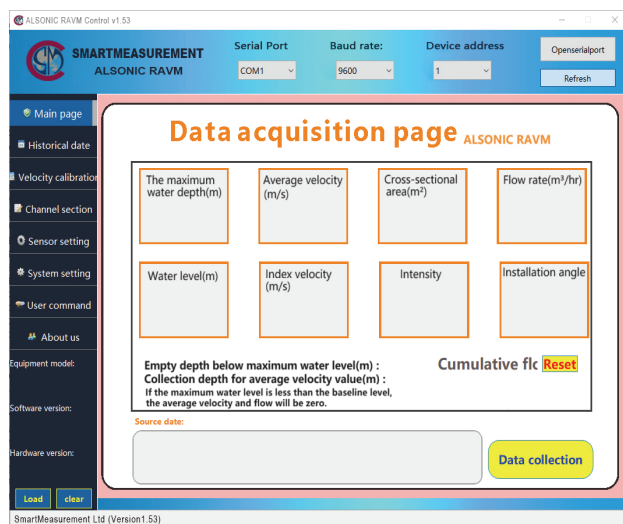 ALSONIC RAVM Control v1.53
SMARTMEASUREMENT
ALSONIC RAVM
Serial Port
Baud rate:
Device address
COM1
9600
1
Openserialport
Refresh
Main page
Historical date
Velocity calibration
Channel section
Sensor setting
System setting
User command
About us
Equipment model:
Software version:
Hardware version:
Load
clear
Data acquisition page ALSONIC RAVM
The maximum
water depth(m)
Average velocity
(m/s)
Cross-sectional
area(m²)
Flow rate(m³/hr)
Water level(m)
Index velocity
(m/s)
Intensity
Installation angle
Empty depth below maximum water level(m) :
Collection depth for average velocity value(m) :
If the maximum water level is less than the baseline level,
the average velocity and flow will be zero.
Cumulative flc
Reset
Source date:
Data collection
SmartMeasurement Ltd (Version1.53)